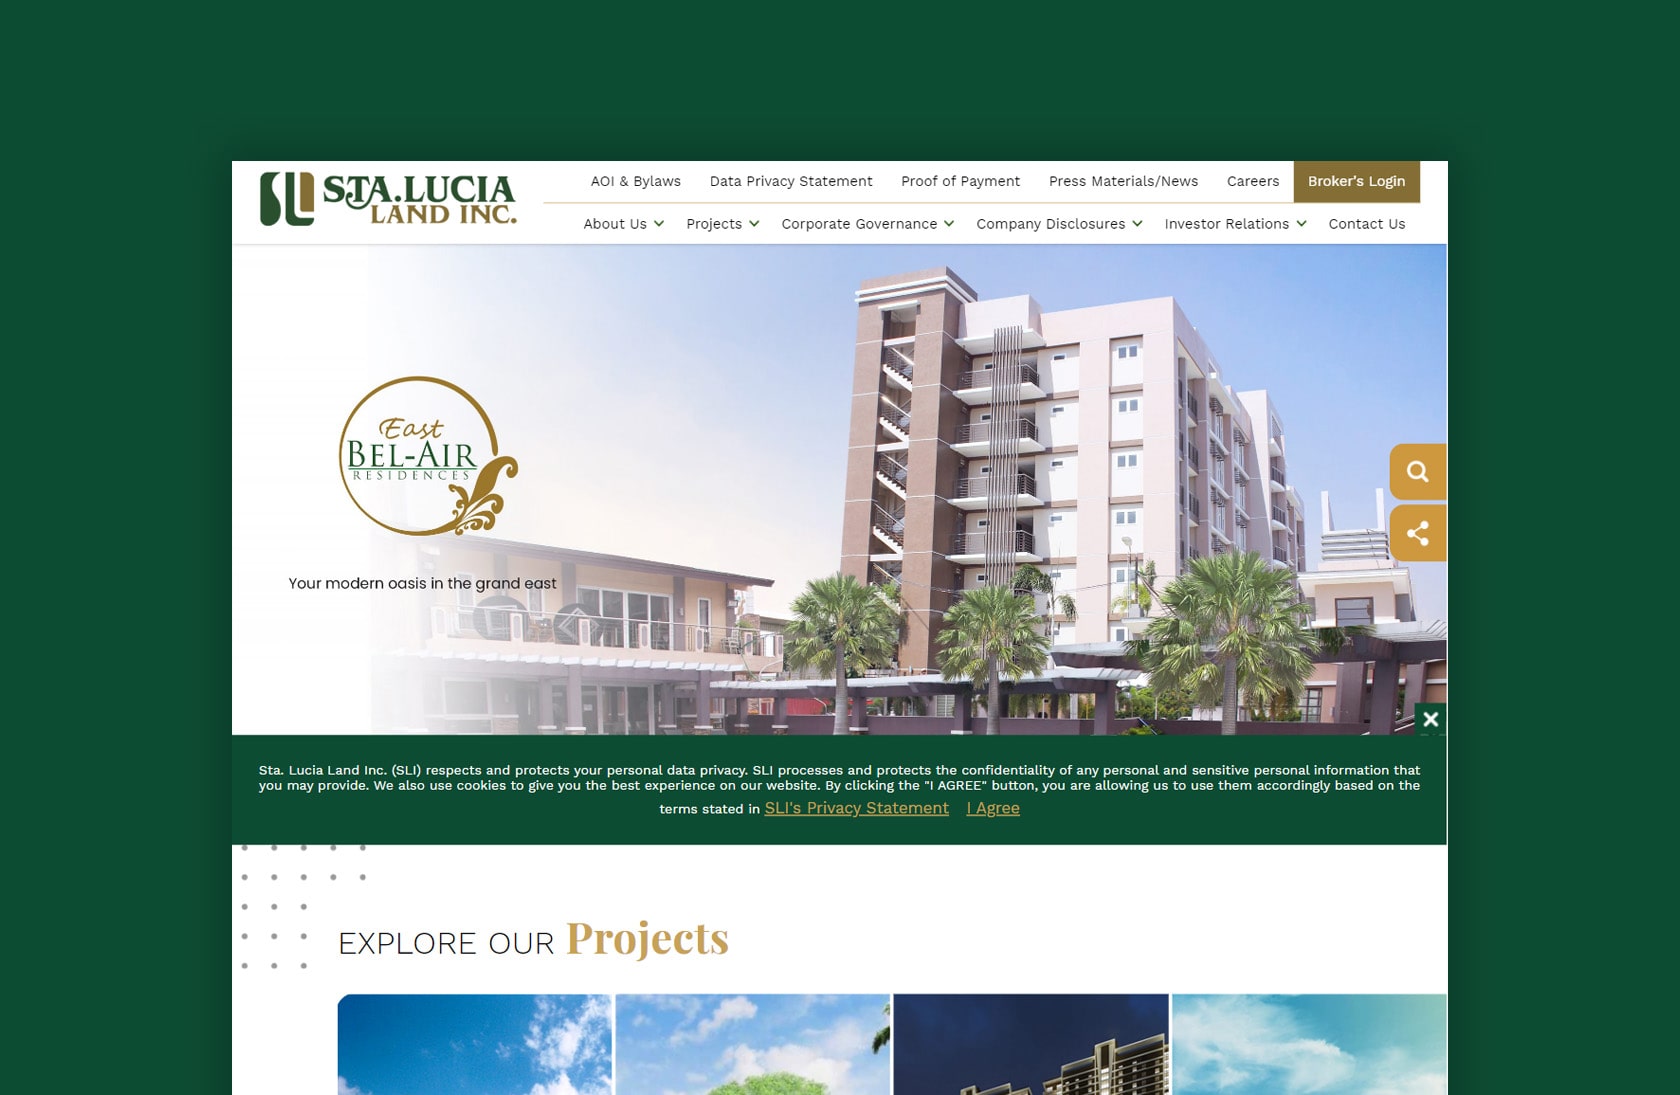 STA.LUCIA
LAND INC.
AOI & Bylaws Data Privacy Statement Proof of Payment Press Materials/News Careers Broker's Login
About Us Projects Corporate Governance Company Disclosures Investor Relations Contact Us
East
BEL-AIR
RESIDENCES
Your modern oasis in the grand east
Sta. Lucia Land Inc. (SLI) respects and protects your personal data privacy. SLI processes and protects the confidentiality of any personal and sensitive personal information that
you may provide. We also use cookies to give you the best experience on our website. By clicking the "I AGREE" button, you are allowing us to use them accordingly based on the
terms stated in SLI's Privacy Statement I Agree
EXPLORE OUR Projects